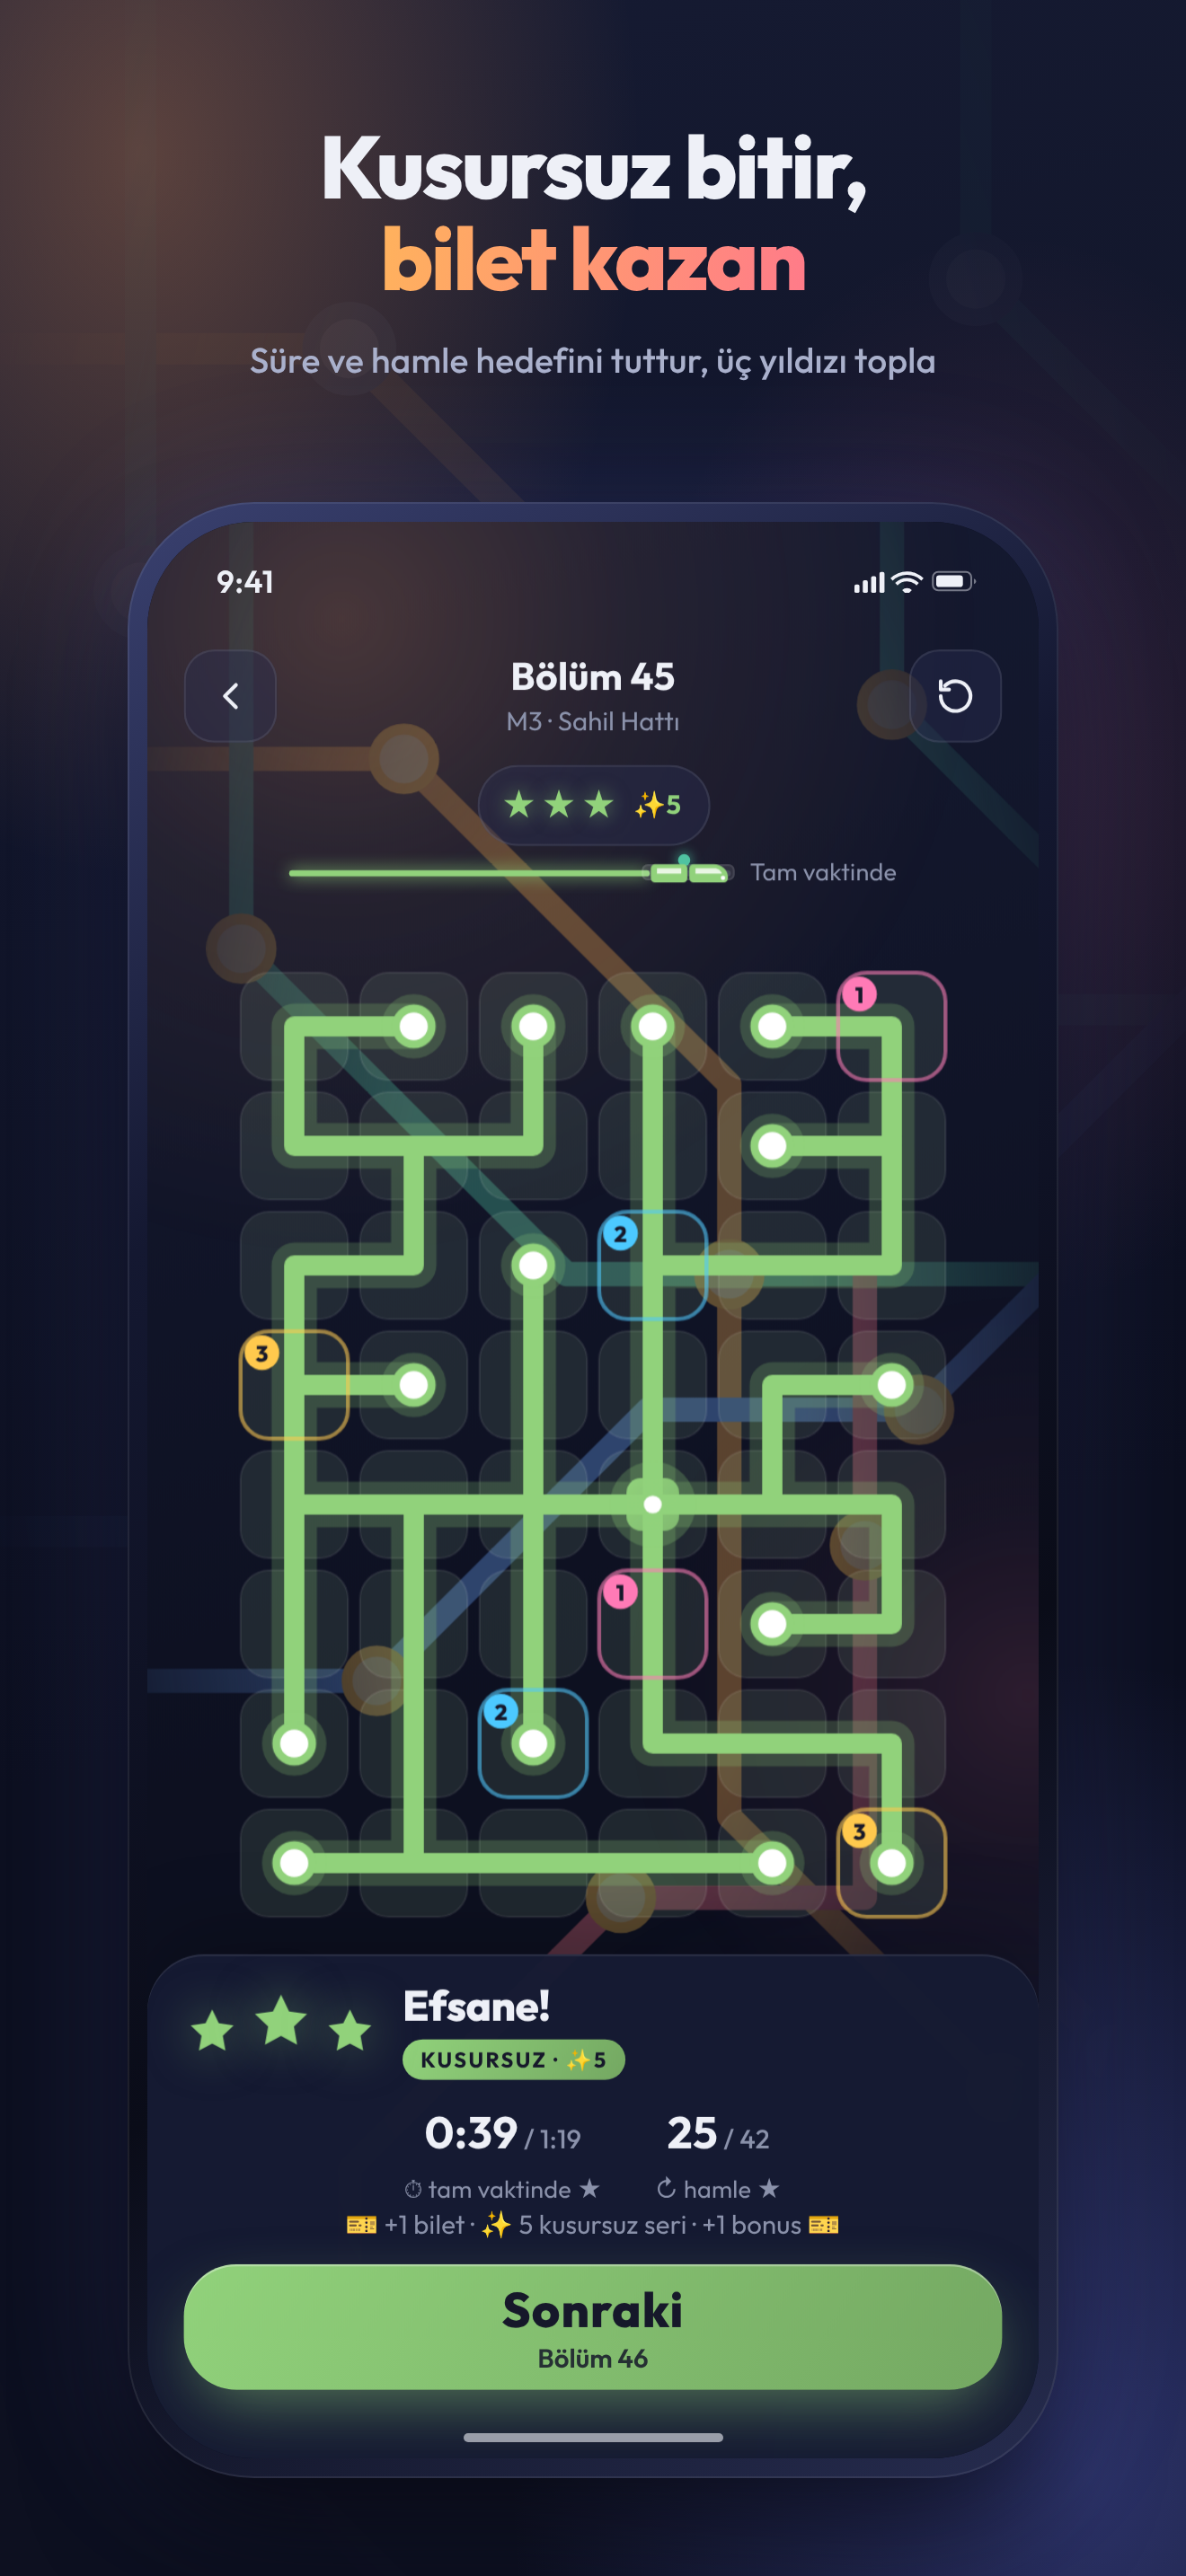 Kusursuz bitir,
bilet kazan
Süre ve hamle hedefini tuttur, üç yıldızı topla
9:41
Bölüm 45
M3 · Sahil Hattı
★ ★ ★ ✨5
Tam vaktinde
1
2
3
1
2
3
Efsane!
KUSURSUZ · ✨5
0:39 / 1:19
25 / 42
⏱ tam vaktinde ★
↻ hamle ★
🎫 +1 bilet · ✨ 5 kusursuz seri · +1 bonus 🎫
Sonraki
Bölüm 46